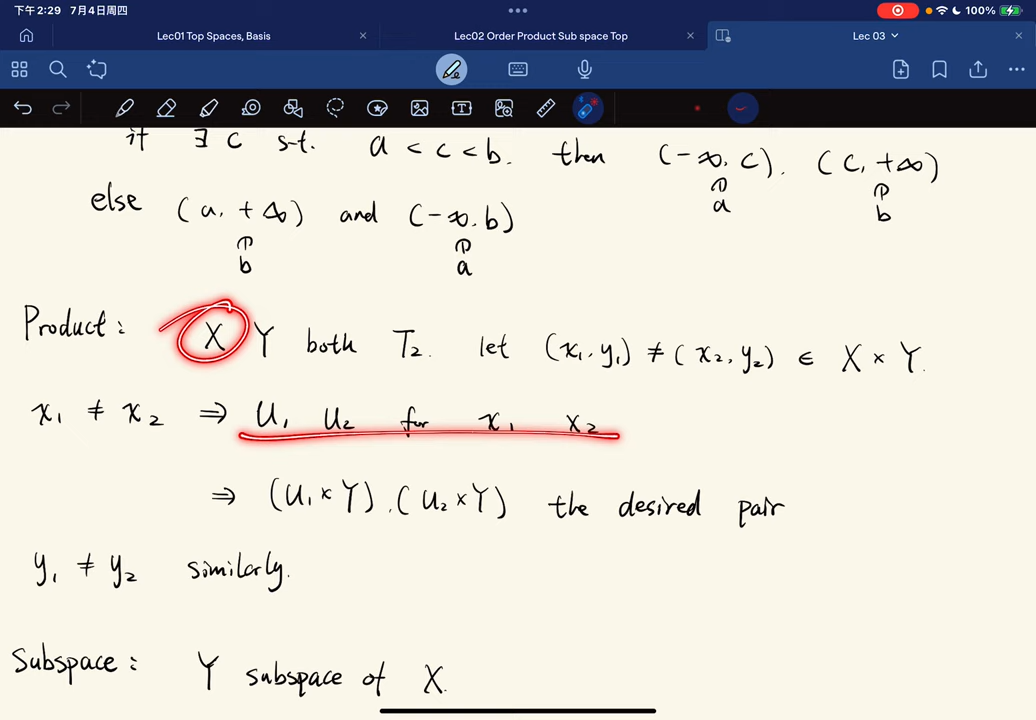 下午2:29 7月4日周四
100%
Lec01 Top Spaces, Basis
Lec02 Order Product Sub space Top
Lec 03
if ∃ c s.t. a < c < b. then (-∞, c). (c, +∞)
a b
else (a, +∞) and (-∞, b)
b a
Product: X Y both T₂. let (x₁, y₁) ≠ (x₂, y₂) ∈ X × Y.
x₁ ≠ x₂ ⇒ U₁ U₂ for x₁ x₂
⇒ (U₁ × Y), (U₂ × Y) the desired pair
y₁ ≠ y₂ similarly.
Subspace: Y subspace of X.